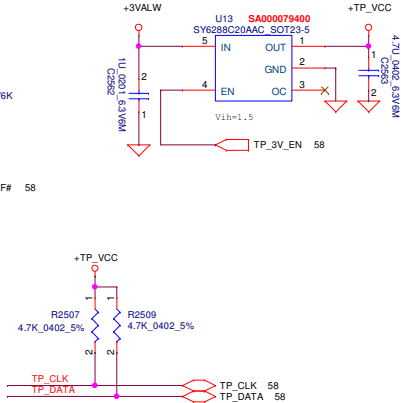 +3VALW
+TP_VCC
U13 SA000079400
SY6288C20AAC_SOT23-5
5 IN OUT 1
GND 2
4 EN OC 3
Vih=1.5
1U_0201_6.3V6M
C2562
2
1
4.7U_0402_6.3V6M
C2563
1
2
6K
TP_3V_EN 58
F# 58
+TP_VCC
1 1
R2507 R2509
4.7K_0402_5% 4.7K_0402_5%
2 2
TP_CLK TP_CLK 58
TP_DATA TP_DATA 58